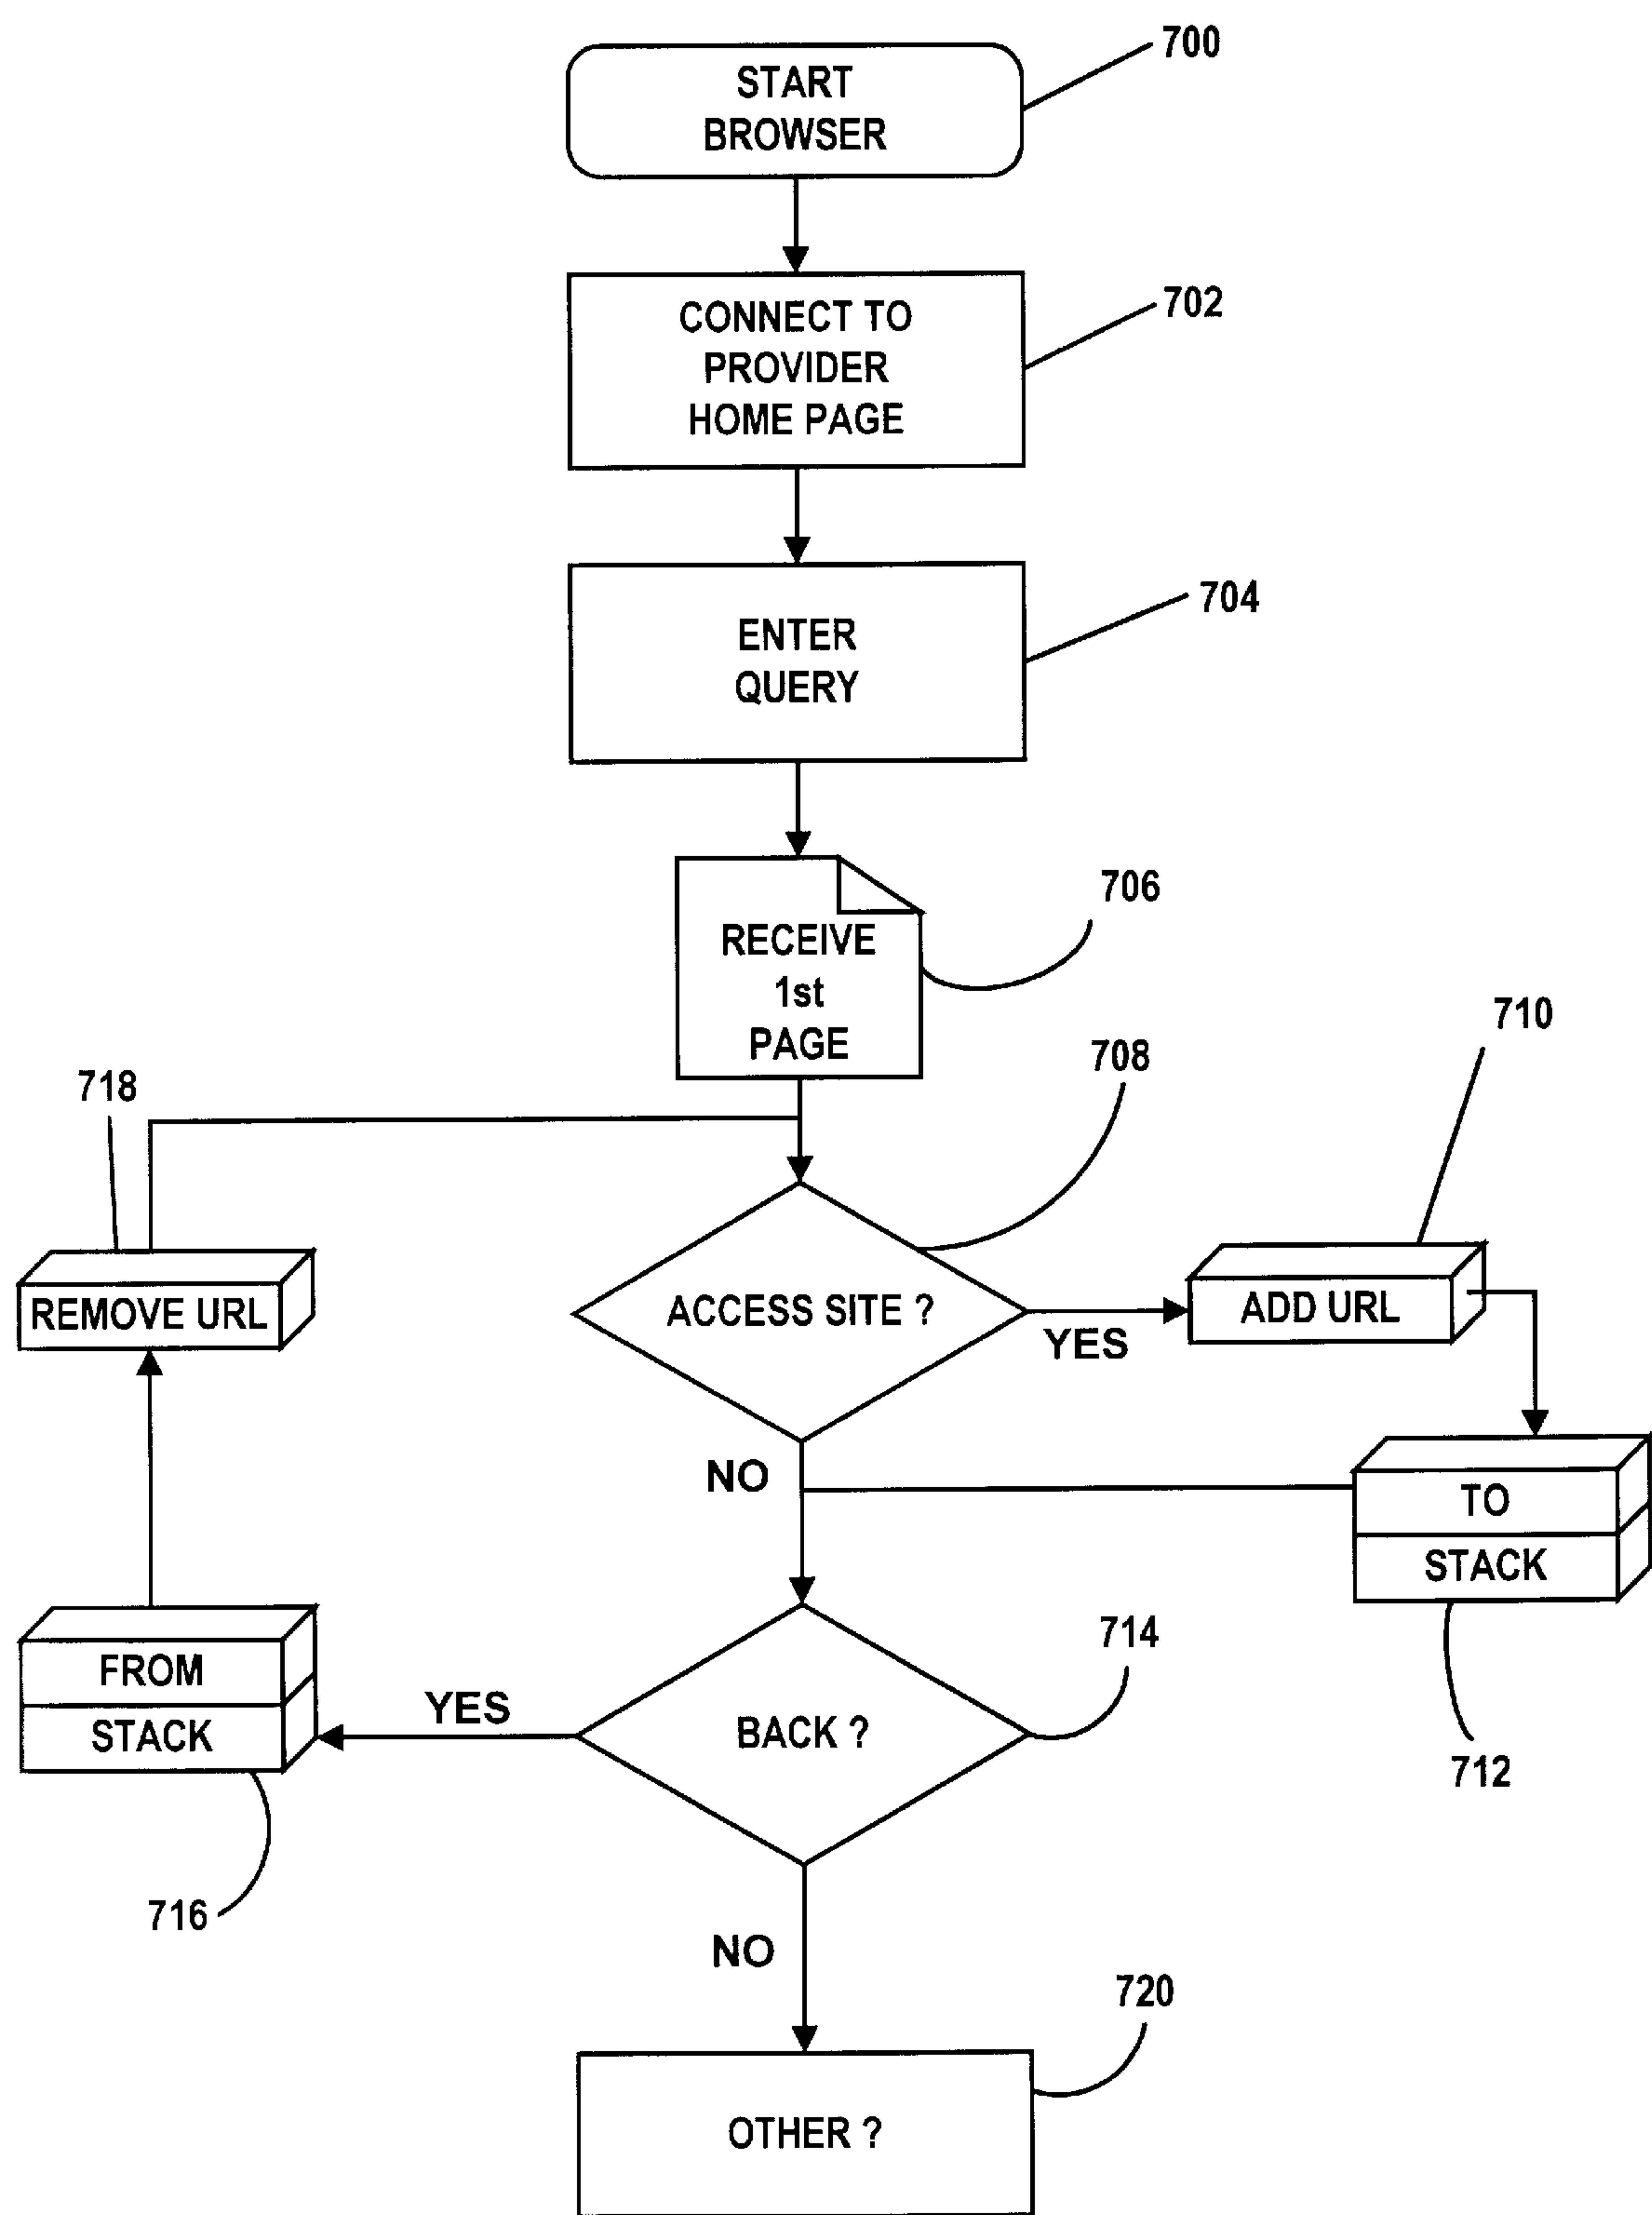 700
START
BROWSER
702
CONNECT TO
PROVIDER
HOME PAGE
704
ENTER
QUERY
706
RECEIVE
1st
PAGE
710
708
718
REMOVE URL
ACCESS SITE ?
YES
ADD URL
NO
TO
STACK
714
FROM
STACK
YES
BACK ?
712
716
NO
720
OTHER ?